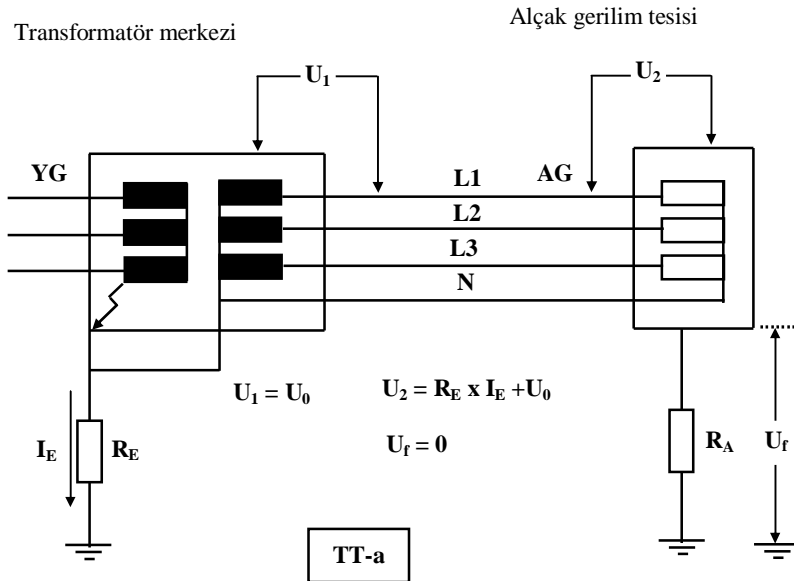 Transformatör merkezi
Alçak gerilim tesisi
U1
U2
YG
L1
AG
L2
L3
N
U1 = U0
U2 = RE x IE +U0
Uf = 0
IE
RE
RA
Uf
TT-a